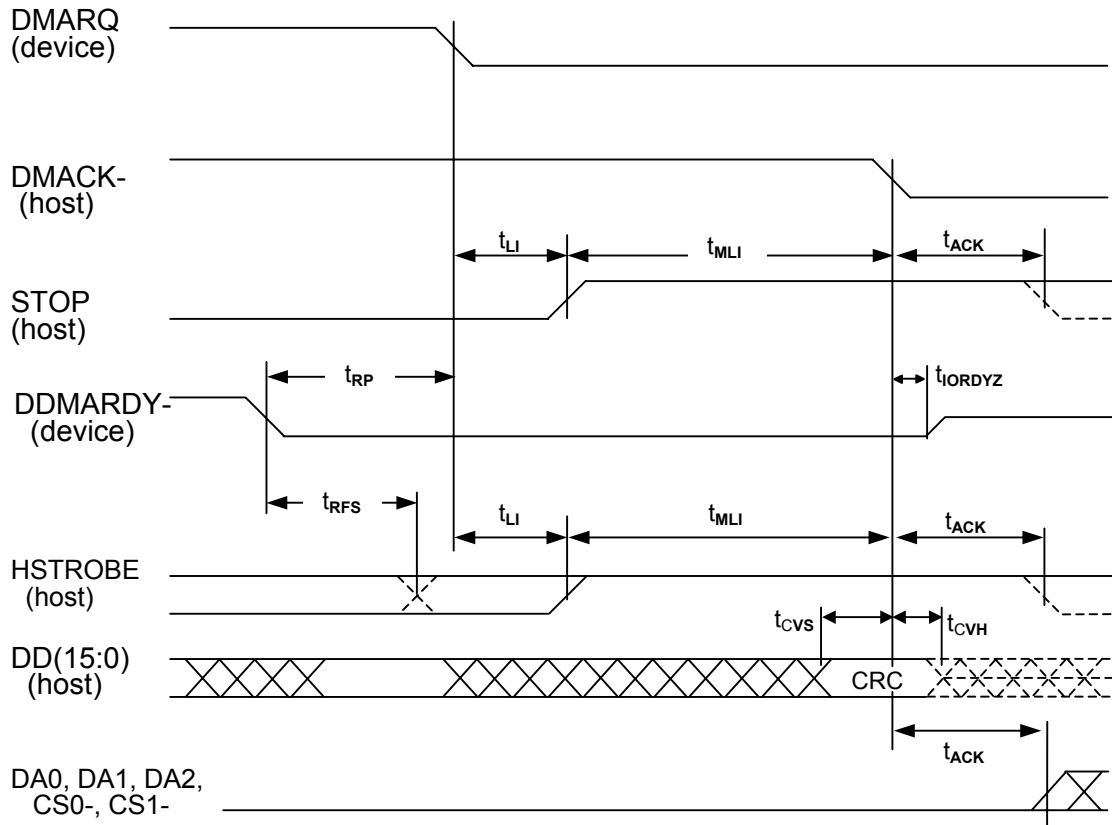 DMARQ
(device)
DMACK-
(host)
tLI
tMLI
tACK
STOP
(host)
tRP
tIORDYZ
DDMARDY-
(device)
tRFS
tLI
tMLI
tACK
HSTROBE
(host)
tCVS
tCVH
DD(15:0)
(host)
CRC
tACK
DA0, DA1, DA2,
CS0-, CS1-